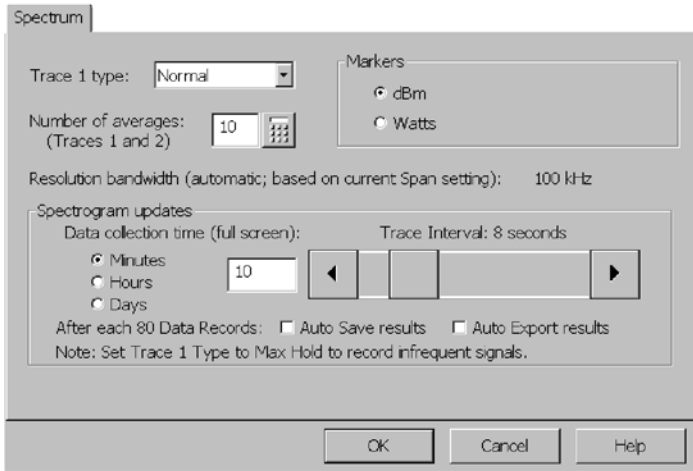 Spectrum
Trace 1 type: Normal
Markers
dBm
Watts
Number of averages: 10
(Traces 1 and 2)
Resolution bandwidth (automatic; based on current Span setting): 100 kHz
Spectrogram updates
Data collection time (full screen): Trace Interval: 8 seconds
Minutes
Hours
Days
10
After each 80 Data Records: Auto Save results Auto Export results
Note: Set Trace 1 Type to Max Hold to record infrequent signals.
OK Cancel Help